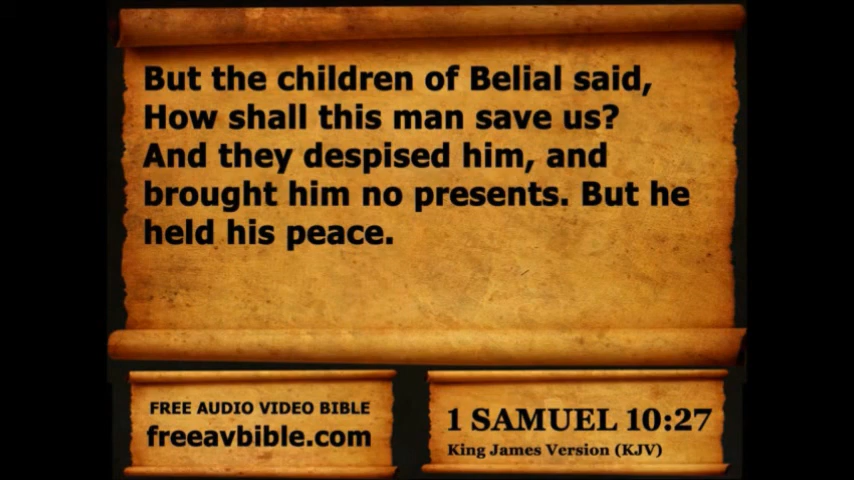 But the children of Belial said,
How shall this man save us?
And they despised him, and
brought him no presents. But he
held his peace.
FREE AUDIO VIDEO BIBLE
freeavbible.com
1 SAMUEL 10:27
King James Version (KJV)